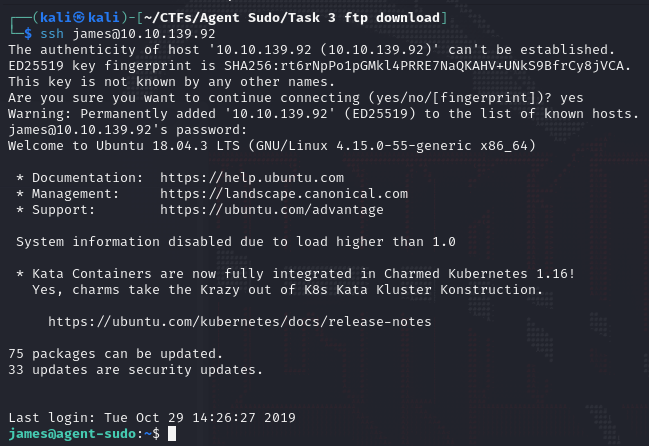 ┌──(kali㉿kali)-[~/CTFs/Agent Sudo/Task 3 ftp download]
└─$ ssh james@10.10.139.92
The authenticity of host '10.10.139.92 (10.10.139.92)' can't be established.
ED25519 key fingerprint is SHA256:rt6rNpPo1pGMkl4PRRE7NaQKAHV+UNkS9BfrCy8jVCA.
This key is not known by any other names.
Are you sure you want to continue connecting (yes/no/[fingerprint])? yes
Warning: Permanently added '10.10.139.92' (ED25519) to the list of known hosts.
james@10.10.139.92's password:
Welcome to Ubuntu 18.04.3 LTS (GNU/Linux 4.15.0-55-generic x86_64)

 * Documentation:  https://help.ubuntu.com
 * Management:     https://landscape.canonical.com
 * Support:        https://ubuntu.com/advantage

 System information disabled due to load higher than 1.0

 * Kata Containers are now fully integrated in Charmed Kubernetes 1.16!
   Yes, charms take the Krazy out of K8s Kata Kluster Konstruction.

     https://ubuntu.com/kubernetes/docs/release-notes

75 packages can be updated.
33 updates are security updates.

Last login: Tue Oct 29 14:26:27 2019
james@agent-sudo:~$